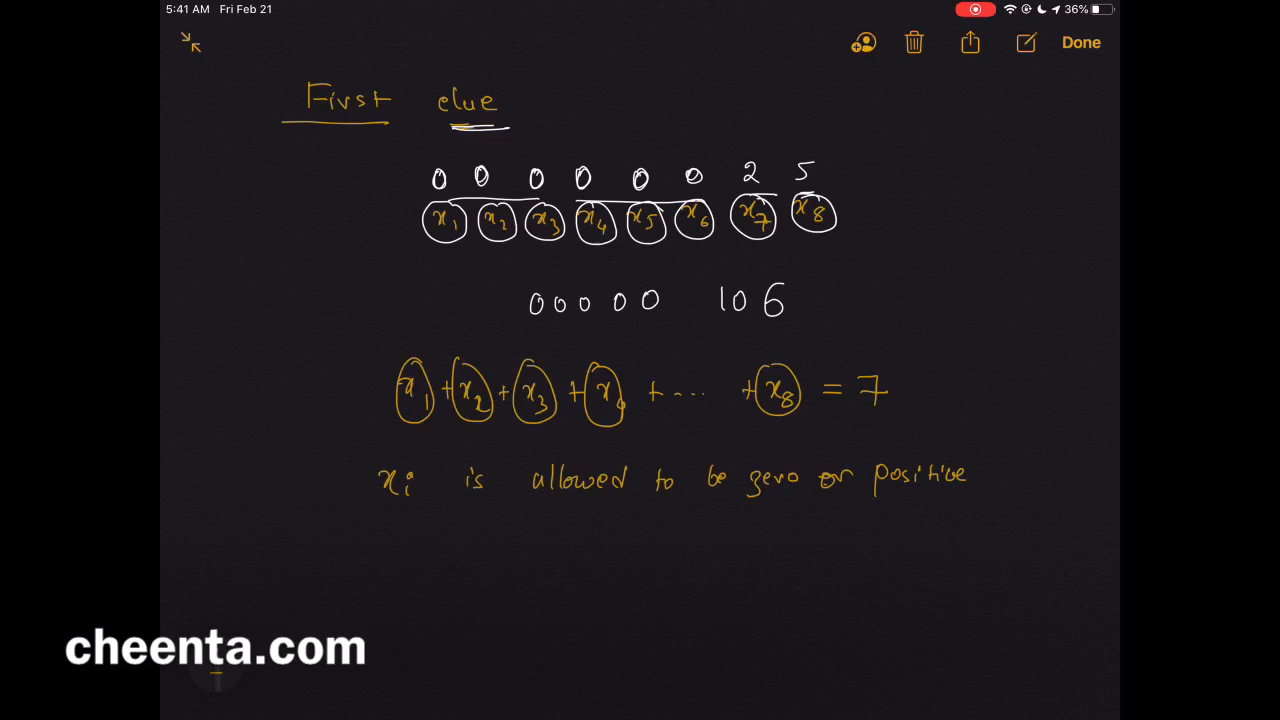 5:41 AM Fri Feb 21
36%
Done
First clue
0 0 0 0 0 0 2 5
x₁ x₂ x₃ x₄ x₅ x₆ x₇ x₈
0 0 0 0 0 1 0 6
x₁ + x₂ + x₃ + x₄ + ... + x₈ = 7
xᵢ is allowed to be zero or positive
cheenta.com